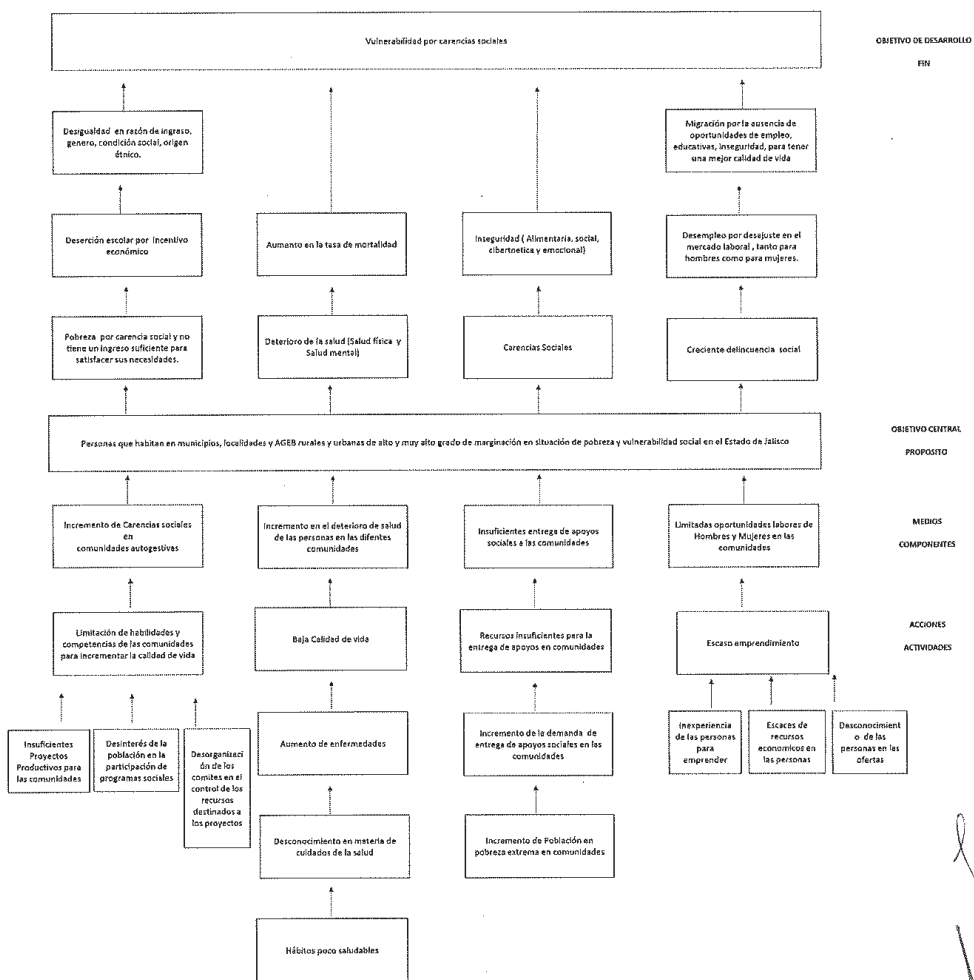 Vulnerabilidad por carencias sociales
OBJETIVO DE DESARROLLO
FIN
Desigualdad en razón de ingreso,
genero, condición social, origen
étnico.
Migración por la ausencia de
oportunidades de empleo,
educativas, inseguridad, para tener
una mejor calidad de vida
Deserción escolar por incentivo
económico
Aumento en la tasa de mortalidad
Inseguridad ( Alimentaria, social,
cibertnetica y emocional)
Desempleo por desajuste en el
mercado laboral , tanto para
hombres como para mujeres.
Pobreza por carencia social y no
tiene un ingreso suficiente para
satisfacer sus necesidades.
Deterioro de la salud (Salud física y
Salud mental)
Carencias Sociales
Creciente delincuencia social
Personas que habitan en municipios, localidades y AGEB rurales y urbanas de alto y muy alto grado de marginación en situación de pobreza y vulnerabilidad social en el Estado de Jalisco
OBJETIVO CENTRAL
PROPOSITO
Incremento de Carencias sociales
en
comunidades autogestivas
Incremento en el deterioro de salud
de las personas en las difentes
comunidades
Insuficientes entrega de apoyos
sociales a las comunidades
Limitadas oportunidades labores de
Hombres y Mujeres en las
comunidades
MEDIOS
COMPONENTES
Limitación de habilidades y
competencias de las comunidades
para incrementar la calidad de vida
Baja Calidad de vida
Recursos insuficientes para la
entrega de apoyos en comunidades
Escaso emprendimiento
ACCIONES
ACTIVIDADES
Insuficientes
Proyectos
Productivos para
las comunidades
Desinterés de la
población en la
participación de
programas sociales
Desorganizaci
ón de los
comites en el
control de los
recursos
destinados a
los proyectos
Aumento de enfermedades
Incremento de la demanda de
entrega de apoyos sociales en las
comunidades
Inexperiencia
de las personas
para
emprender
Escaces de
recursos
economicos en
las personas
Desconocimient
o de las
personas en las
ofertas
Desconocimiento en materia de
cuidados de la salud
Incremento de Población en
pobreza extrema en comunidades
Hábitos poco saludables